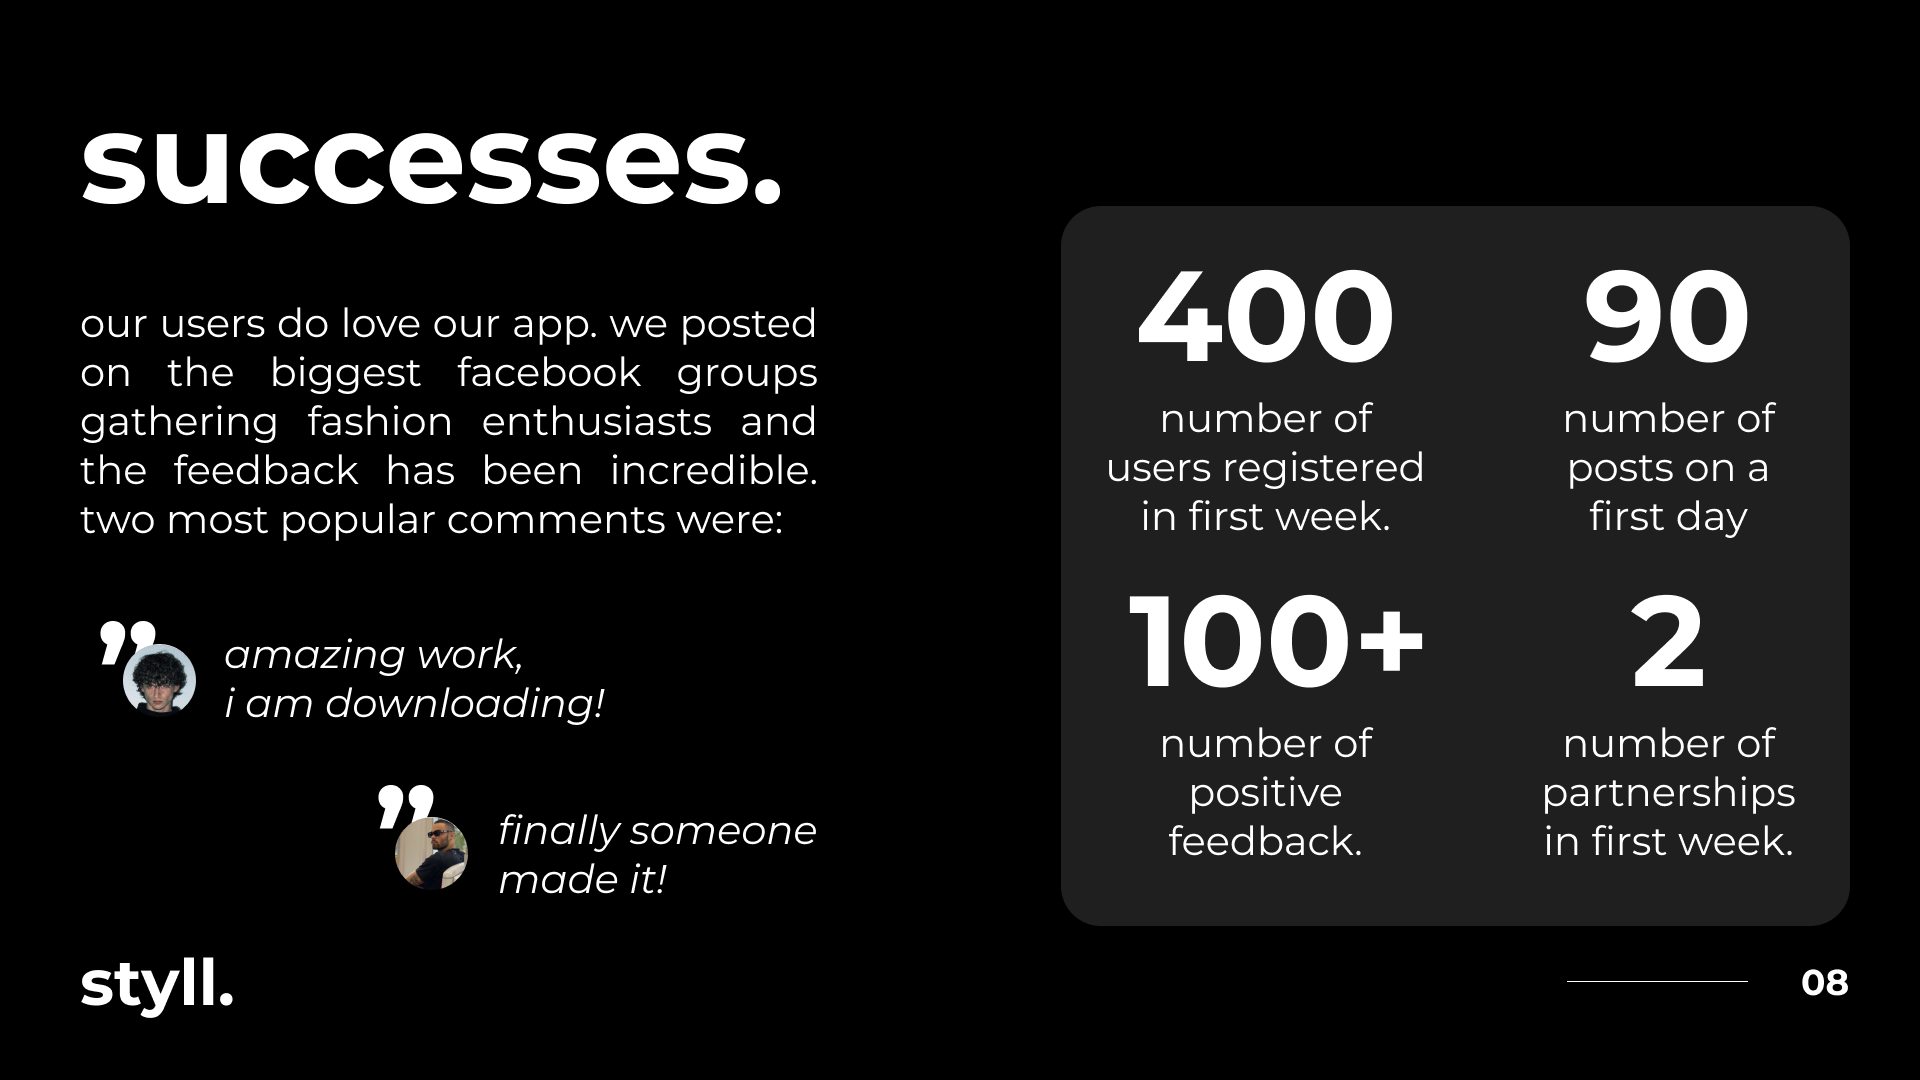 successes.
our users do love our app. we posted
on the biggest facebook groups
gathering fashion enthusiasts and
the feedback has been incredible.
two most popular comments were:
”
amazing work,
i am downloading!
”
finally someone
made it!
400
number of
users registered
in first week.
90
number of
posts on a
first day
100+
number of
positive
feedback.
2
number of
partnerships
in first week.
styll.
08